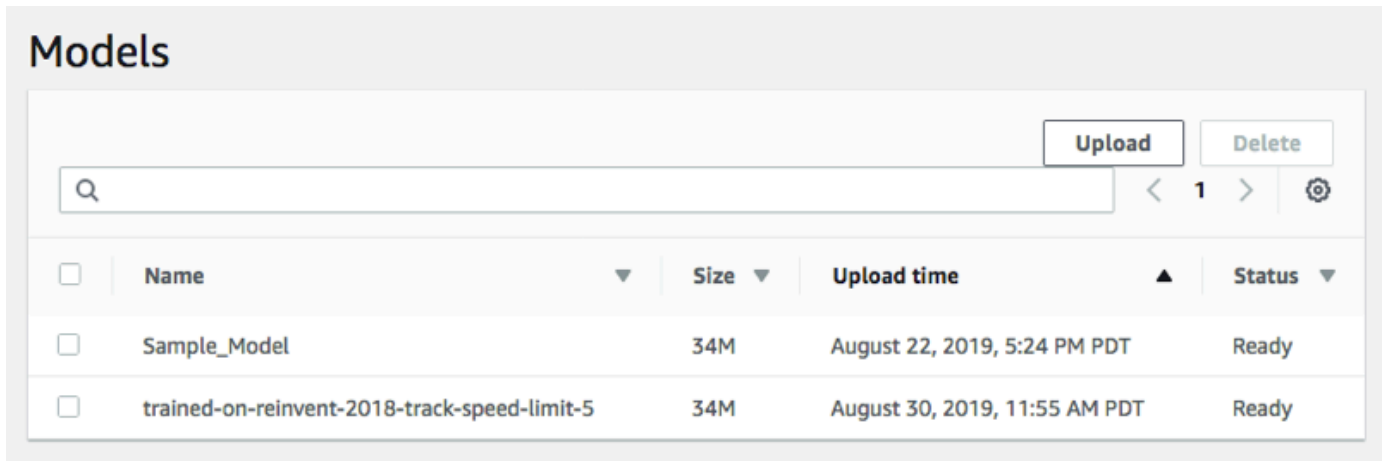 Models
Upload Delete
1
Name Size Upload time Status
Sample_Model 34M August 22, 2019, 5:24 PM PDT Ready
trained-on-reinvent-2018-track-speed-limit-5 34M August 30, 2019, 11:55 AM PDT Ready